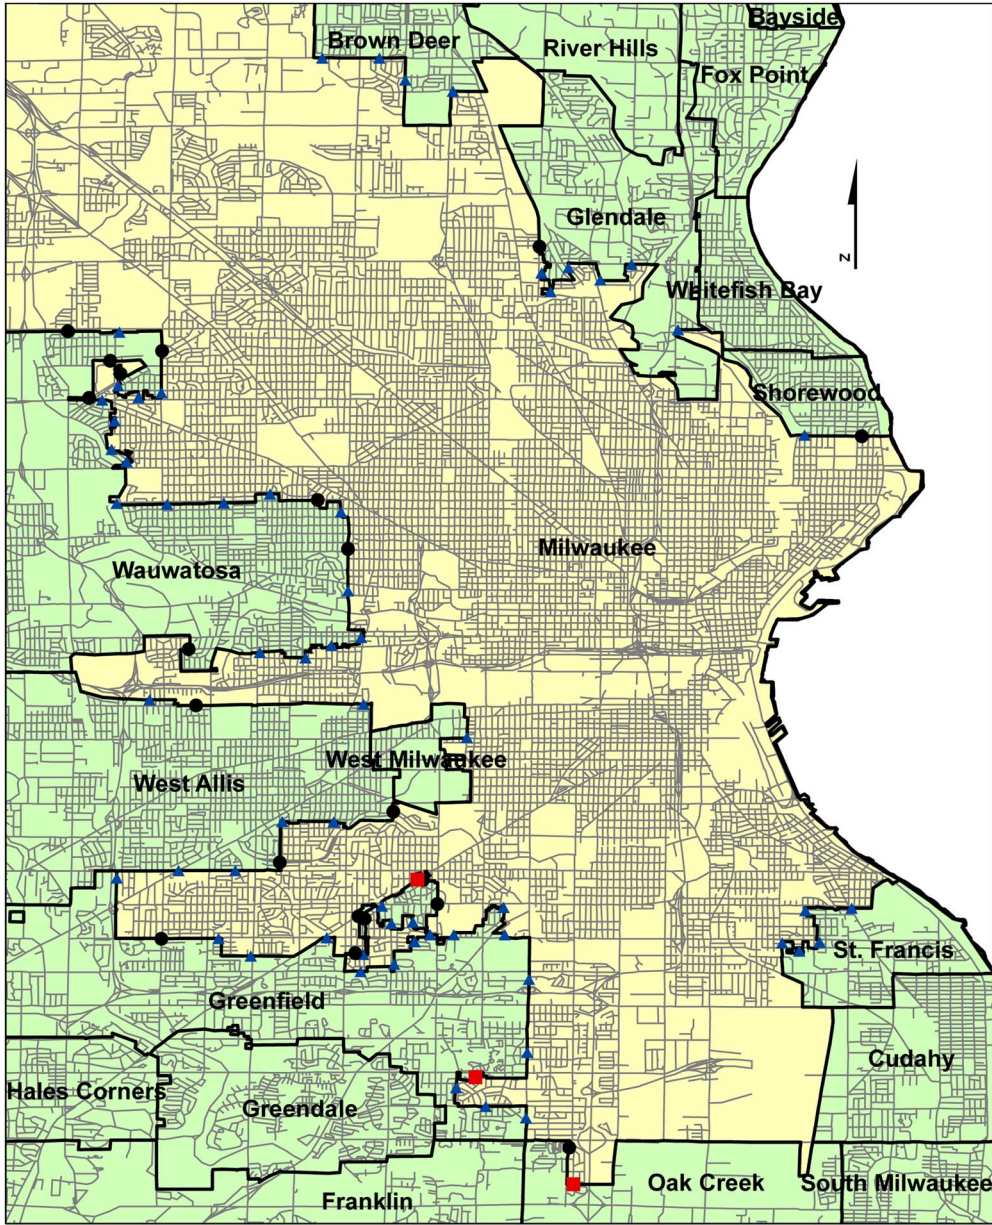 Bayside
Brown Deer
River Hills
Fox Point
Glendale
N
Whitefish Bay
Shorewood
Milwaukee
Wauwatosa
West Milwaukee
West Allis
St. Francis
Greenfield
Cudahy
Hales Corners
Greendale
Oak Creek
South Milwaukee
Franklin